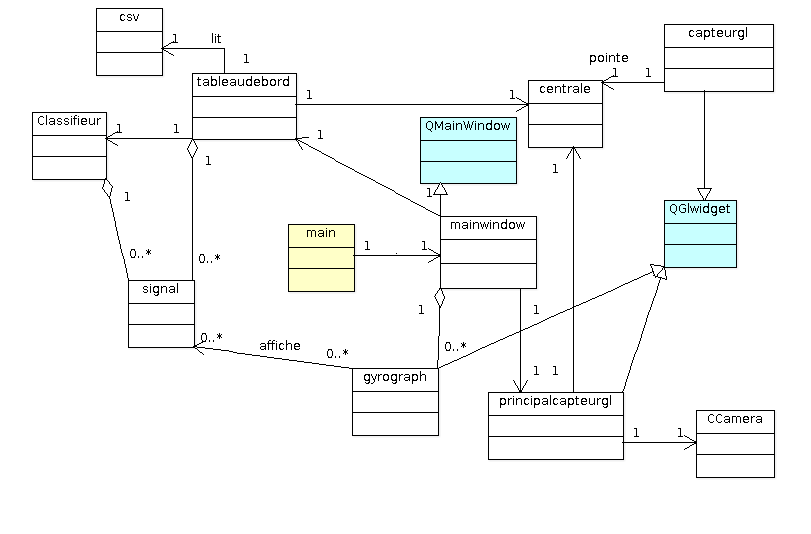 csv
1
lit
1
tableaudebord
capteurgl
pointe
1
1
centrale
1
1
Classifieur
1
1
1
QMainWindow
1
1
1
1
QGlwidget
mainwindow
main
1
1
0..*
0..*
signal
1
1
0..*
affiche
0..*
0..*
1
1
gyrograph
principalcapteurgl
CCamera
1
1